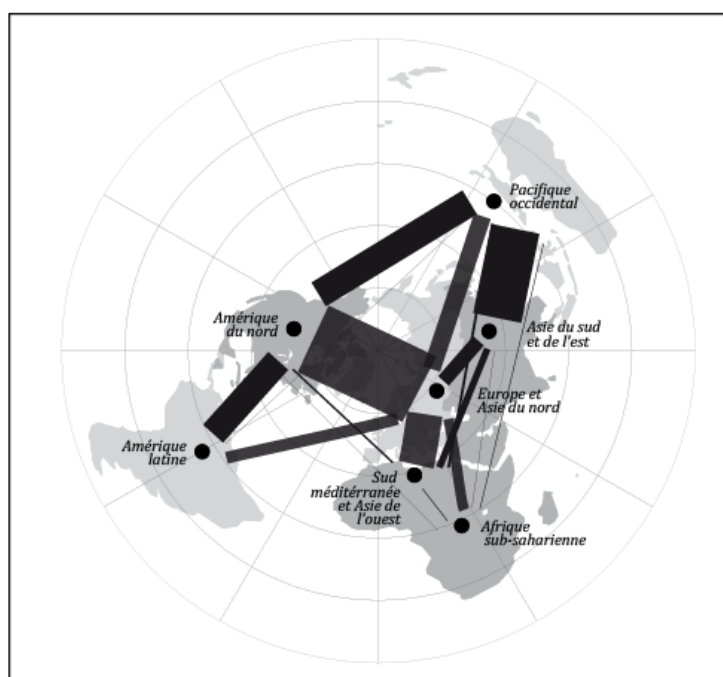 Pacifique
occidental
Amérique
du nord
Asie du sud
et de l'est
Europe et
Asie du nord
Amérique
latine
Sud
méditérranée
et Asie de
l'ouest
Afrique
sub-saharienne